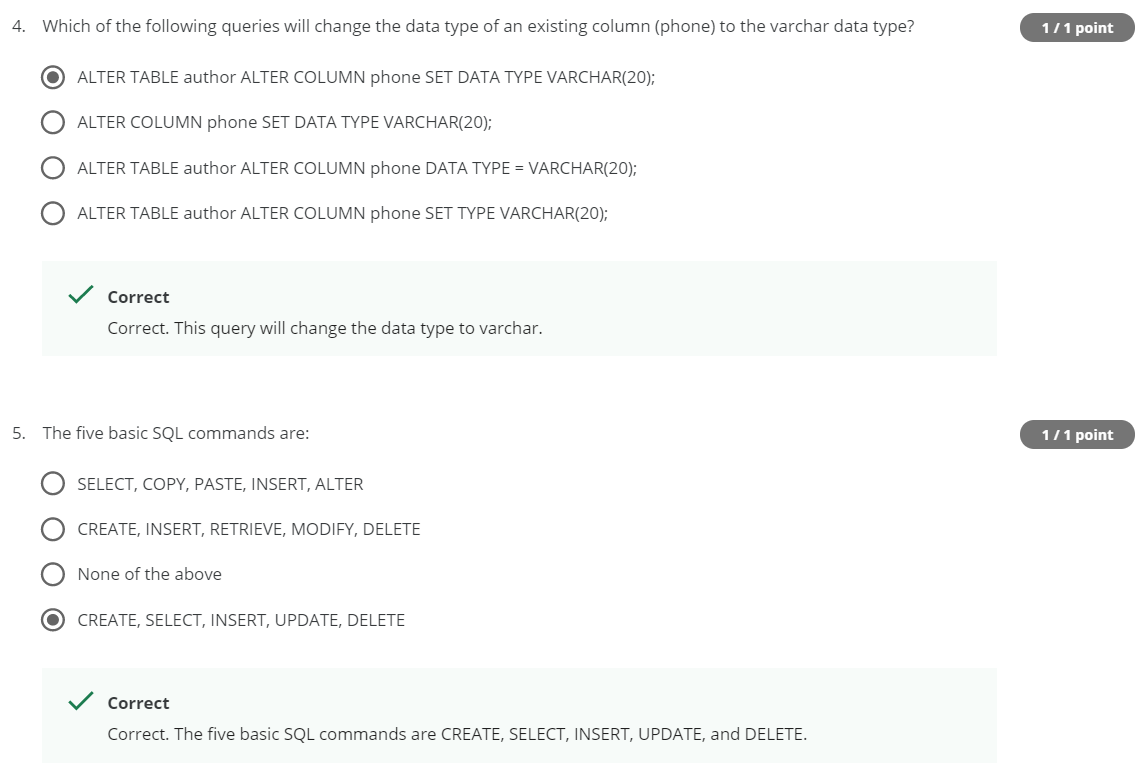 4. Which of the following queries will change the data type of an existing column (phone) to the varchar data type?
1 / 1 point
ALTER TABLE author ALTER COLUMN phone SET DATA TYPE VARCHAR(20);
ALTER COLUMN phone SET DATA TYPE VARCHAR(20);
ALTER TABLE author ALTER COLUMN phone DATA TYPE = VARCHAR(20);
ALTER TABLE author ALTER COLUMN phone SET TYPE VARCHAR(20);
Correct
Correct. This query will change the data type to varchar.
5. The five basic SQL commands are:
1 / 1 point
SELECT, COPY, PASTE, INSERT, ALTER
CREATE, INSERT, RETRIEVE, MODIFY, DELETE
None of the above
CREATE, SELECT, INSERT, UPDATE, DELETE
Correct
Correct. The five basic SQL commands are CREATE, SELECT, INSERT, UPDATE, and DELETE.